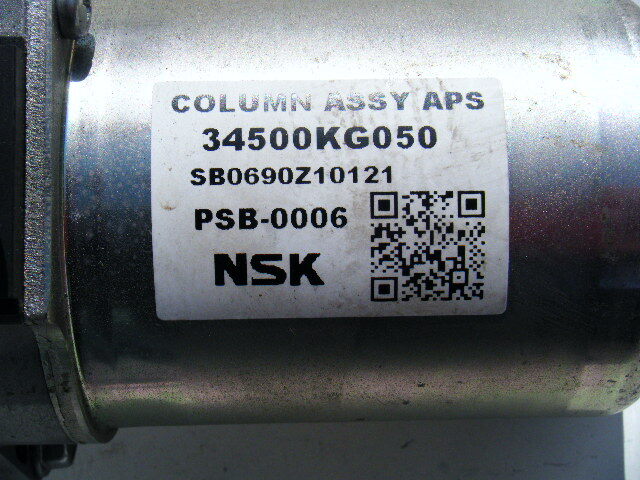 COLUMN ASSY APS
34500KG050
SB0690Z10121
PSB-0006
NSK